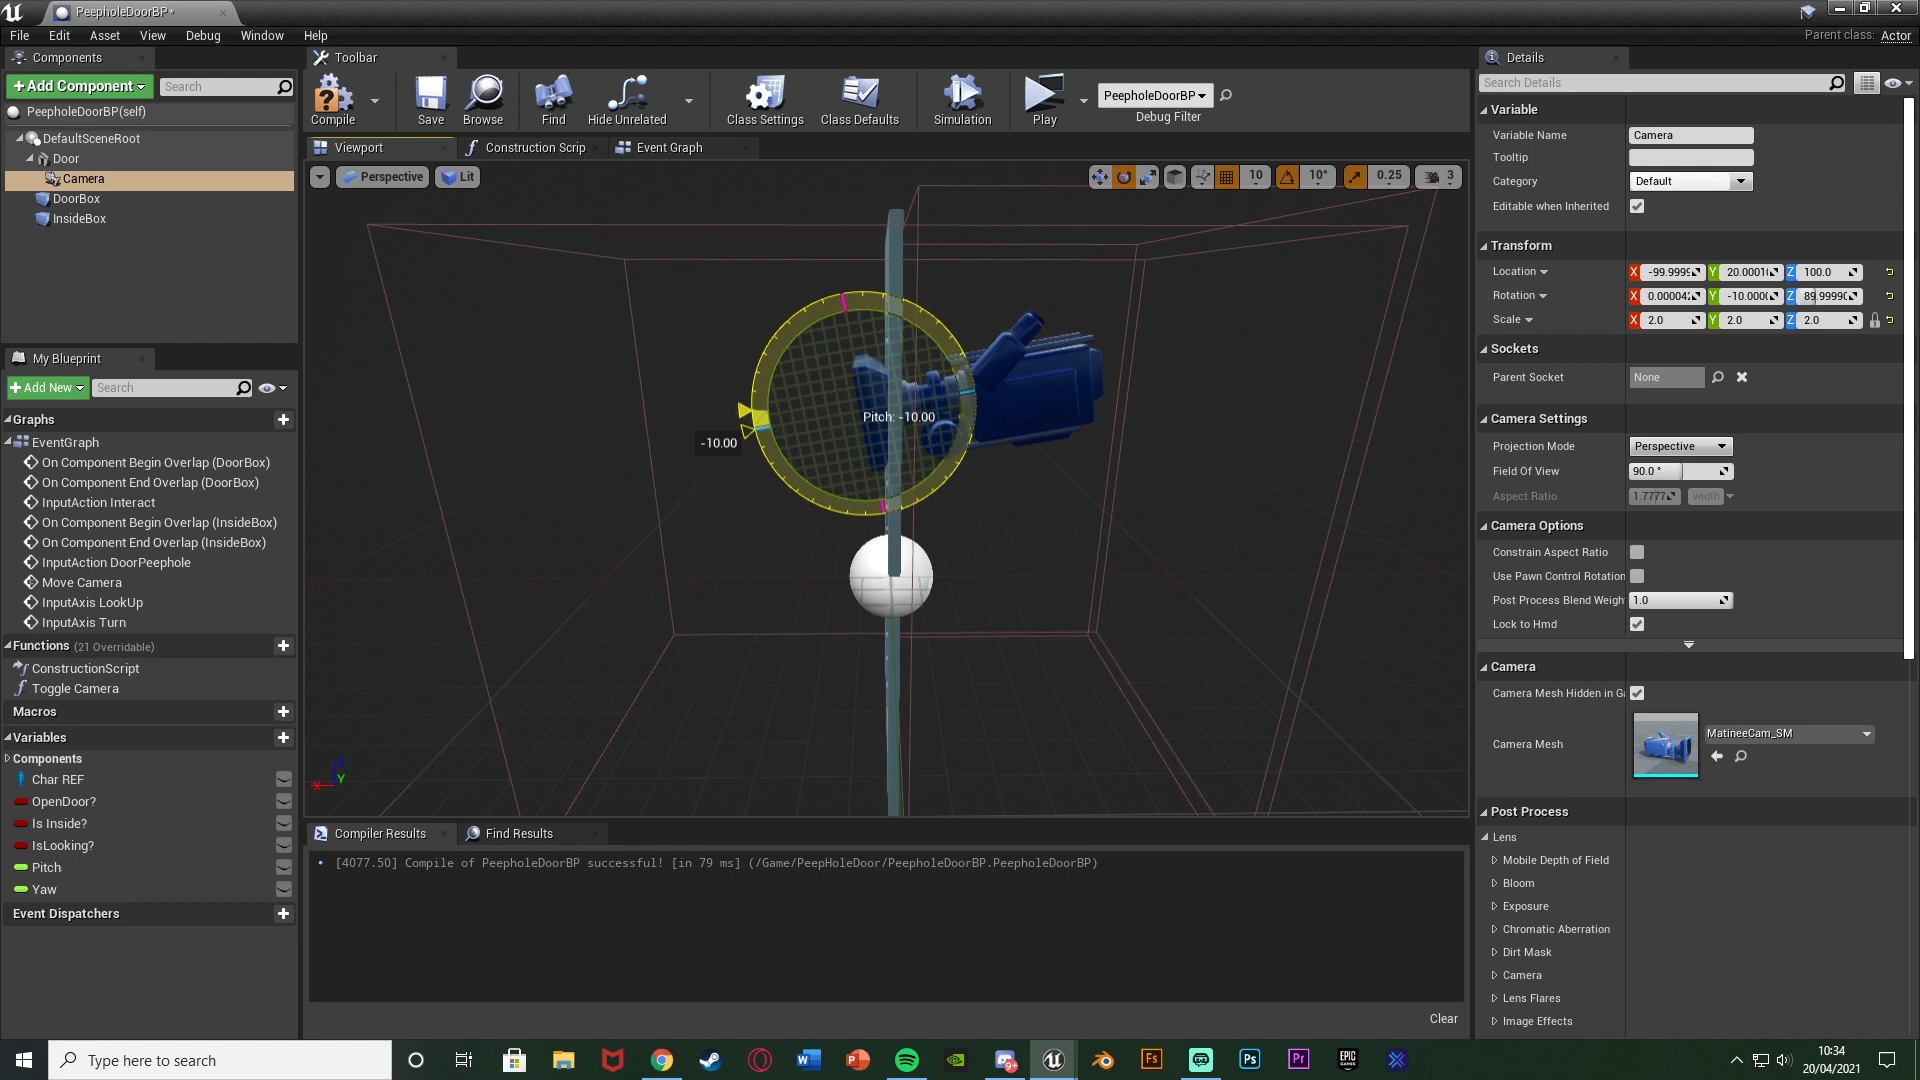 PeepholeDoorBP*
File Edit Asset View Debug Window Help
Parent class: Actor
Components
Add Component
Search
PeepholeDoorBP(self)
DefaultSceneRoot
Door
Camera
DoorBox
InsideBox
My Blueprint
Add New
Search
Graphs
EventGraph
On Component Begin Overlap (DoorBox)
On Component End Overlap (DoorBox)
InputAction Interact
On Component Begin Overlap (InsideBox)
On Component End Overlap (InsideBox)
InputAction DoorPeephole
Move Camera
InputAxis LookUp
InputAxis Turn
Functions (21 Overridable)
ConstructionScript
Toggle Camera
Macros
Variables
Components
Char REF
OpenDoor?
Is Inside?
IsLooking?
Pitch
Yaw
Event Dispatchers
Toolbar
Compile
Save
Browse
Find
Hide Unrelated
Class Settings
Class Defaults
Simulation
Play
PeepholeDoorBP
Debug Filter
Viewport
Construction Scrip
Event Graph
Perspective
Lit
10
10°
0.25
3
Pitch: -10.00
-10.00
X
Z
Y
Compiler Results
Find Results
[4077.50] Compile of PeepholeDoorBP successful! [in 79 ms] (/Game/PeepHoleDoor/PeepholeDoorBP.PeepholeDoorBP)
Clear
Details
Search Details
Variable
Variable Name Camera
Tooltip
Category Default
Editable when Inherited
Transform
Location X -99.9999 Y 20.0001 Z 100.0
Rotation X 0.00004 Y -10.000 Z 89.9999
Scale X 2.0 Y 2.0 Z 2.0
Sockets
Parent Socket None
Camera Settings
Projection Mode Perspective
Field Of View 90.0 °
Aspect Ratio 1.7777 width
Camera Options
Constrain Aspect Ratio
Use Pawn Control Rotation
Post Process Blend Weigh 1.0
Lock to Hmd
Camera
Camera Mesh Hidden in Ga
Camera Mesh
MatineeCam_SM
Post Process
Lens
Mobile Depth of Field
Bloom
Exposure
Chromatic Aberration
Dirt Mask
Camera
Lens Flares
Image Effects
Type here to search
W
P
9+
Fs
Ps
Pr
EPIC GAMES
10:34
20/04/2021